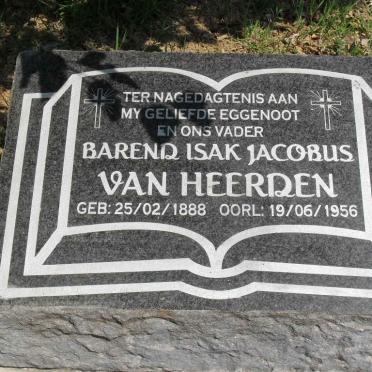 TER NAGEDAGTENIS AAN
MY GELIEFDE EGGENOOT
EN ONS VADER
BAREND ISAK JACOBUS
VAN HEERDEN
GEB: 25/02/1888 OORL: 19/06/1956